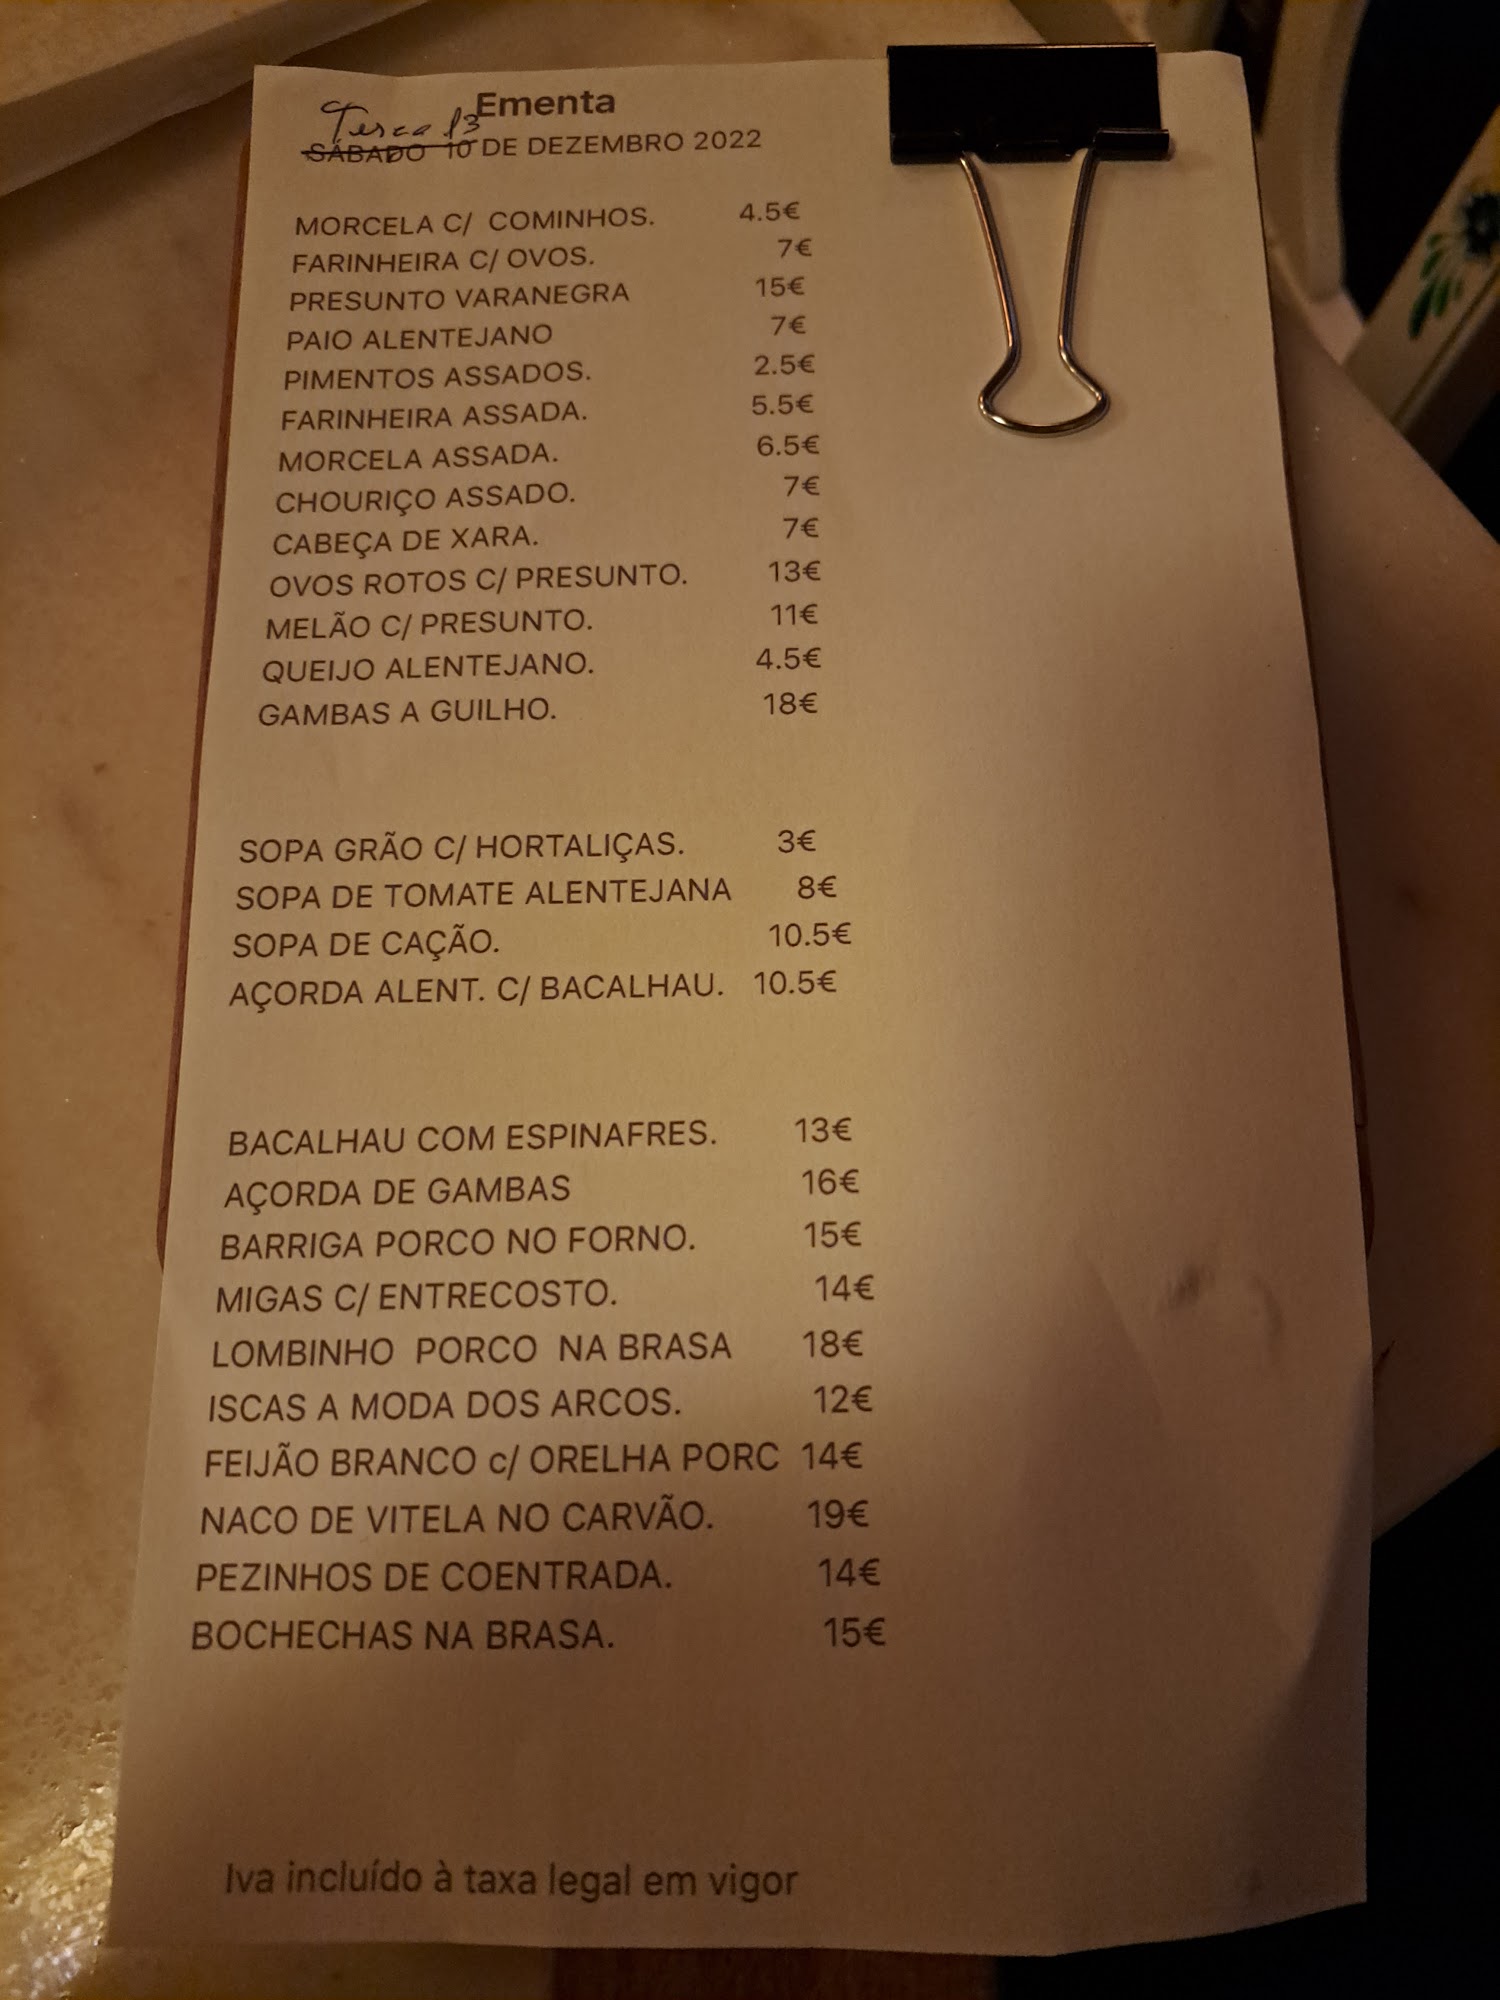 Ementa
Terça 13
SÁBADO 10 DE DEZEMBRO 2022
MORCELA C/ COMINHOS. 4.5€
FARINHEIRA C/ OVOS. 7€
PRESUNTO VARANEGRA 15€
PAIO ALENTEJANO 7€
PIMENTOS ASSADOS. 2.5€
FARINHEIRA ASSADA. 5.5€
MORCELA ASSADA. 6.5€
CHOURIÇO ASSADO. 7€
CABEÇA DE XARA. 7€
OVOS ROTOS C/ PRESUNTO. 13€
MELÃO C/ PRESUNTO. 11€
QUEIJO ALENTEJANO. 4.5€
GAMBAS A GUILHO. 18€
SOPA GRÃO C/ HORTALIÇAS. 3€
SOPA DE TOMATE ALENTEJANA 8€
SOPA DE CAÇÃO. 10.5€
AÇORDA ALENT. C/ BACALHAU. 10.5€
BACALHAU COM ESPINAFRES. 13€
AÇORDA DE GAMBAS 16€
BARRIGA PORCO NO FORNO. 15€
MIGAS C/ ENTRECOSTO. 14€
LOMBINHO PORCO NA BRASA 18€
ISCAS A MODA DOS ARCOS. 12€
FEIJÃO BRANCO c/ ORELHA PORC 14€
NACO DE VITELA NO CARVÃO. 19€
PEZINHOS DE COENTRADA. 14€
BOCHECHAS NA BRASA. 15€
Iva incluído à taxa legal em vigor